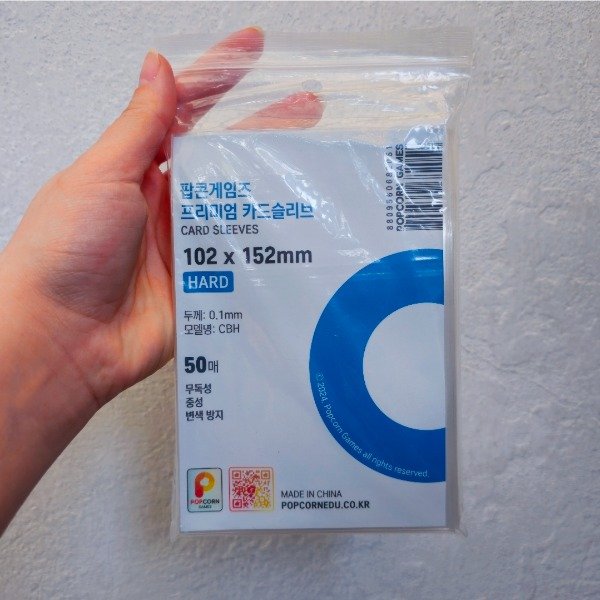 팝콘게임즈
프리미엄 카드슬리브
CARD SLEEVES
102 x 152mm
HARD
두께: 0.1mm
모델명: CBH
50매
무독성
중성
변색 방지
POPCORN GAMES
ⓒ 2024. Popcorn Games all rights reserved.
POPCORN
GAMES
MADE IN CHINA
POPCORNEDU.CO.KR